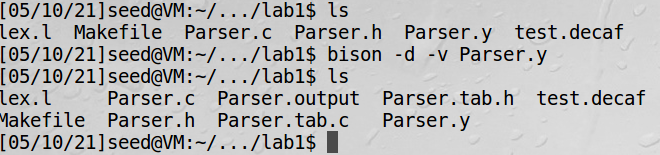 [05/10/21]seed@VM:~/.../lab1$ ls
lex.l  Makefile  Parser.c  Parser.h  Parser.y  test.decaf
[05/10/21]seed@VM:~/.../lab1$ bison -d -v Parser.y
[05/10/21]seed@VM:~/.../lab1$ ls
lex.l     Parser.c  Parser.output  Parser.tab.h  test.decaf
Makefile  Parser.h  Parser.tab.c   Parser.y
[05/10/21]seed@VM:~/.../lab1$